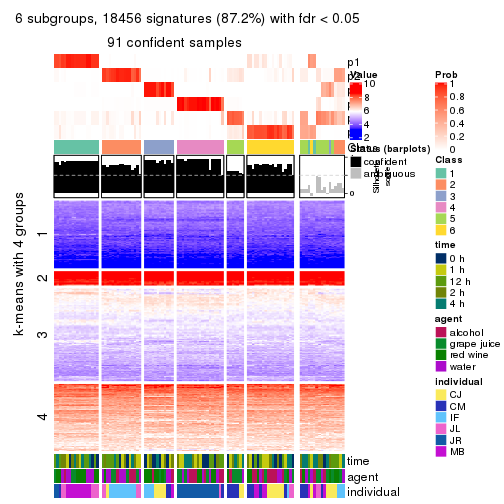 6 subgroups, 18456 signatures (87.2%) with fdr < 0.05
91 confident samples
p1
Value
10
8
6
4
2
Prob
1
0.8
0.6
0.4
0.2
0
Status (barplots)
confident
ambiguous
Silhouette score
0
Class
1
2
3
4
5
6
k-means with 4 groups
1
2
3
4
time
0 h
1 h
12 h
2 h
4 h
agent
alcohol
grape juice
red wine
water
individual
CJ
CM
IF
JL
JR
MB
time
agent
individual